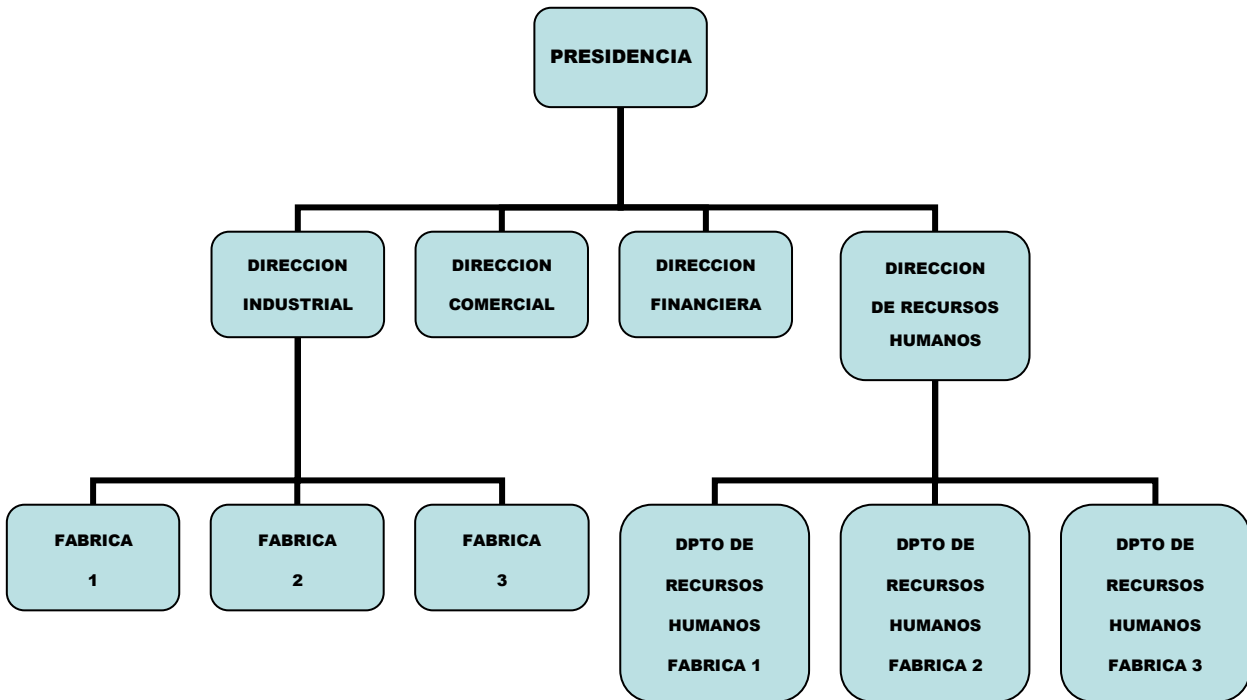 PRESIDENCIA
DIRECCION
INDUSTRIAL
DIRECCION
COMERCIAL
DIRECCION
FINANCIERA
DIRECCION
DE RECURSOS
HUMANOS
FABRICA
1
FABRICA
2
FABRICA
3
DPTO DE
RECURSOS
HUMANOS
FABRICA 1
DPTO DE
RECURSOS
HUMANOS
FABRICA 2
DPTO DE
RECURSOS
HUMANOS
FABRICA 3